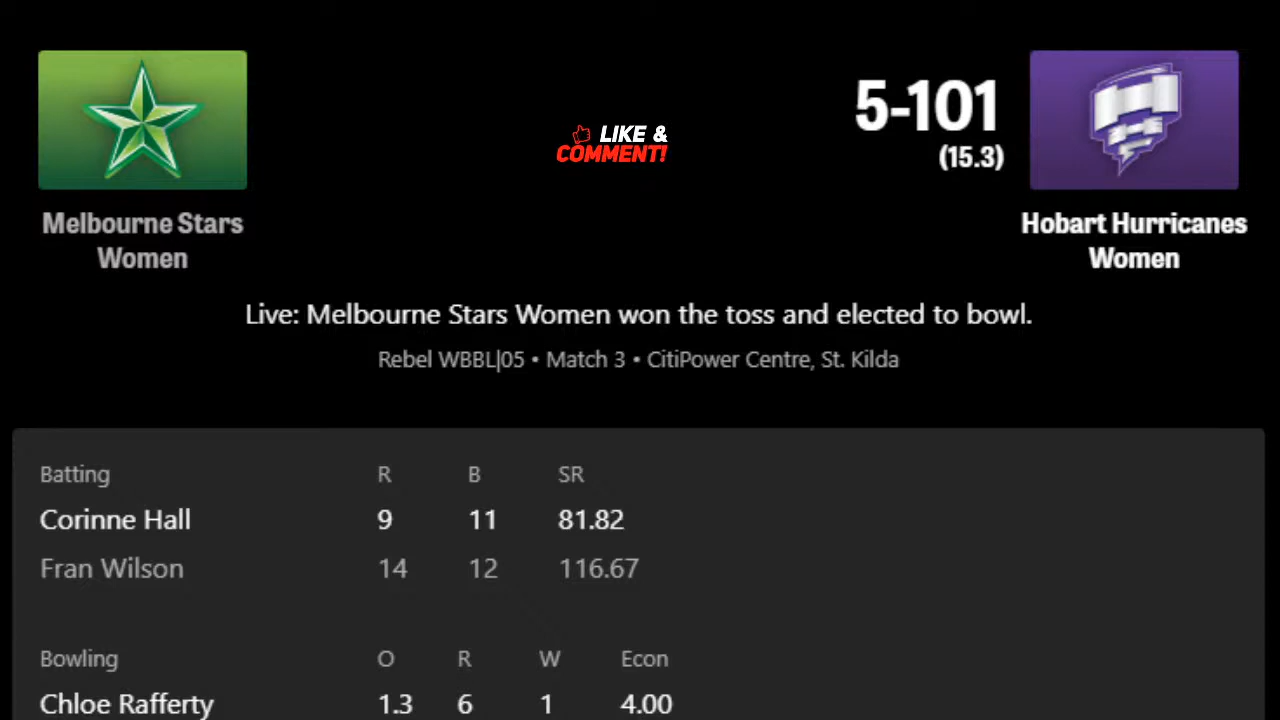 5-101
(15.3)
LIKE &
COMMENT!
Melbourne Stars
Women
Hobart Hurricanes
Women
Live: Melbourne Stars Women won the toss and elected to bowl.
Rebel WBBL|05 • Match 3 • CitiPower Centre, St. Kilda
Batting R B SR
Corinne Hall 9 11 81.82
Fran Wilson 14 12 116.67
Bowling O R W Econ
Chloe Rafferty 1.3 6 1 4.00